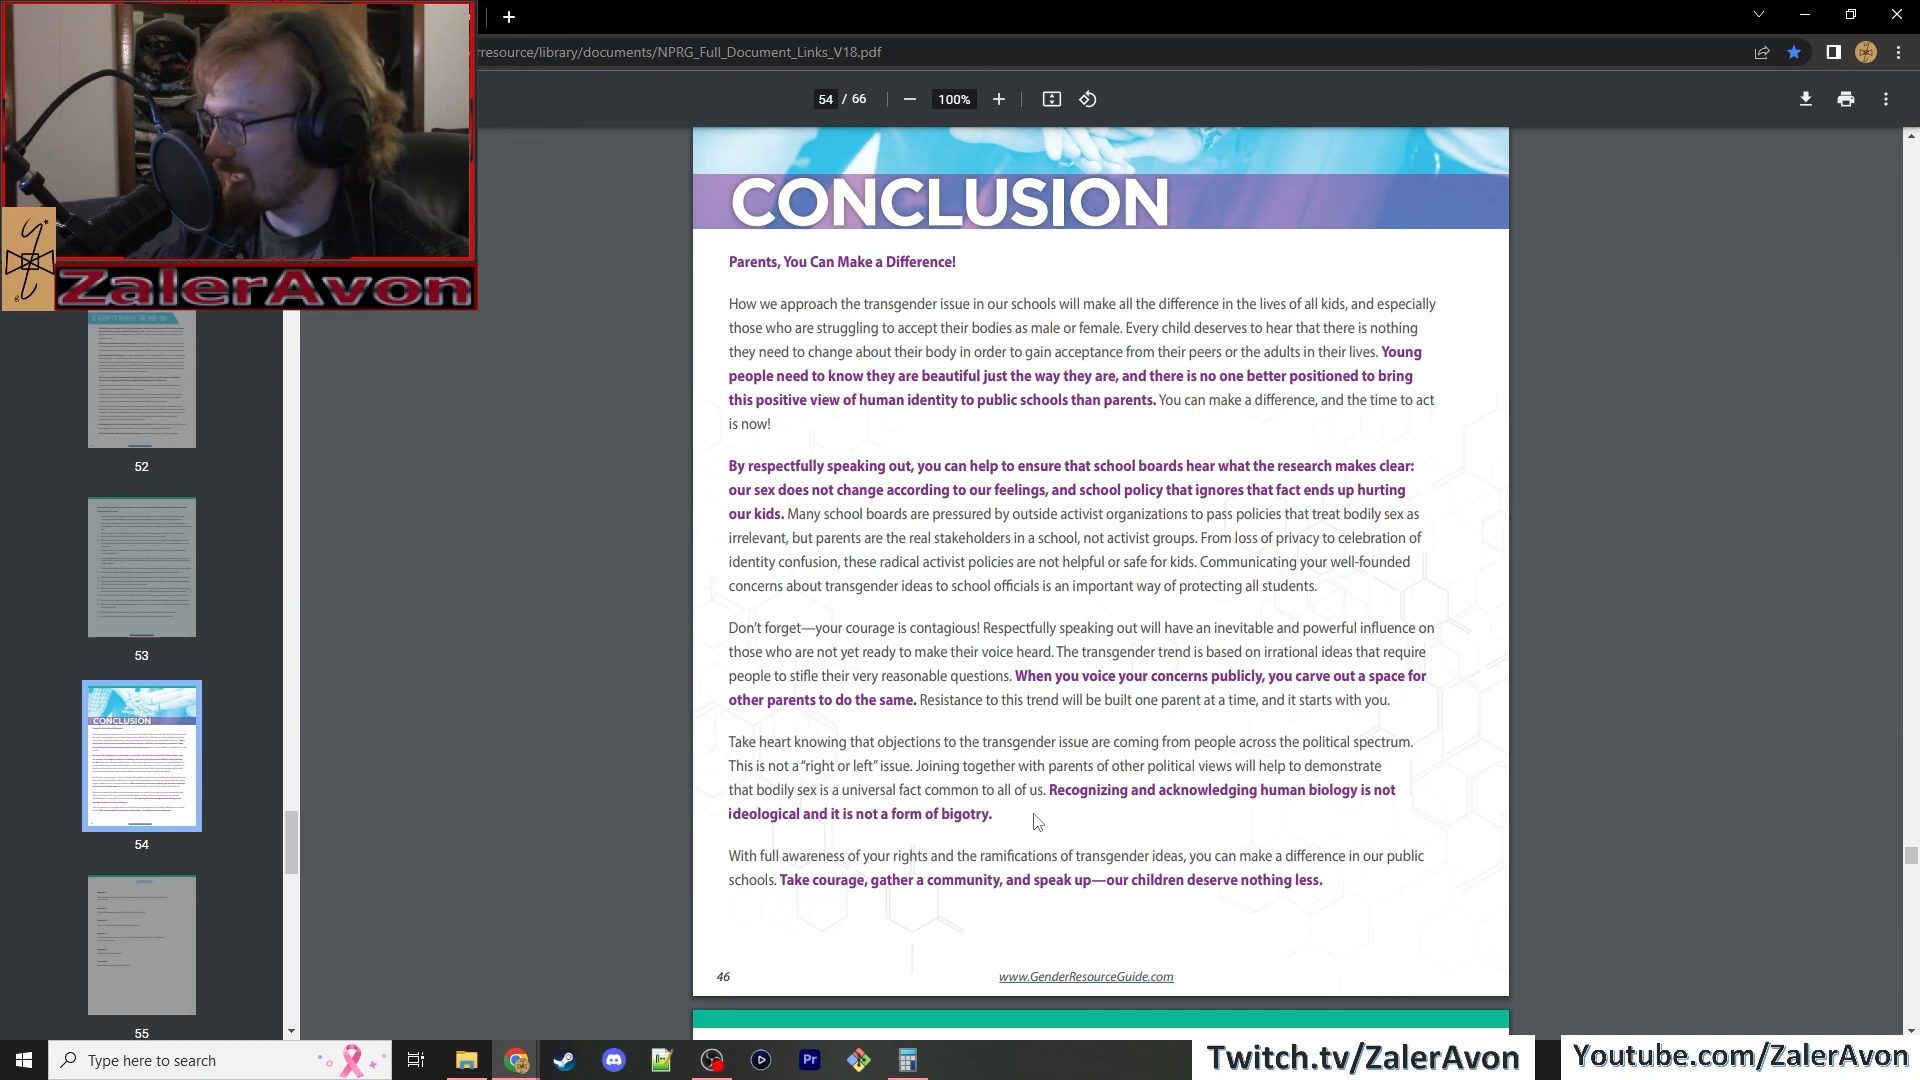 rresource/library/documents/NPRG_Full_Document_Links_V18.pdf
54 / 66
100%
ZalerAvon
52
53
CONCLUSION
54
55
CONCLUSION
Parents, You Can Make a Difference!
How we approach the transgender issue in our schools will make all the difference in the lives of all kids, and especially
those who are struggling to accept their bodies as male or female. Every child deserves to hear that there is nothing
they need to change about their body in order to gain acceptance from their peers or the adults in their lives. Young
people need to know they are beautiful just the way they are, and there is no one better positioned to bring
this positive view of human identity to public schools than parents. You can make a difference, and the time to act
is now!
By respectfully speaking out, you can help to ensure that school boards hear what the research makes clear:
our sex does not change according to our feelings, and school policy that ignores that fact ends up hurting
our kids. Many school boards are pressured by outside activist organizations to pass policies that treat bodily sex as
irrelevant, but parents are the real stakeholders in a school, not activist groups. From loss of privacy to celebration of
identity confusion, these radical activist policies are not helpful or safe for kids. Communicating your well-founded
concerns about transgender ideas to school officials is an important way of protecting all students.
Don't forget—your courage is contagious! Respectfully speaking out will have an inevitable and powerful influence on
those who are not yet ready to make their voice heard. The transgender trend is based on irrational ideas that require
people to stifle their very reasonable questions. When you voice your concerns publicly, you carve out a space for
other parents to do the same. Resistance to this trend will be built one parent at a time, and it starts with you.
Take heart knowing that objections to the transgender issue are coming from people across the political spectrum.
This is not a “right or left” issue. Joining together with parents of other political views will help to demonstrate
that bodily sex is a universal fact common to all of us. Recognizing and acknowledging human biology is not
ideological and it is not a form of bigotry.
With full awareness of your rights and the ramifications of transgender ideas, you can make a difference in our public
schools. Take courage, gather a community, and speak up—our children deserve nothing less.
46
www.GenderResourceGuide.com
Type here to search
Pr
Twitch.tv/ZalerAvon
Youtube.com/ZalerAvon